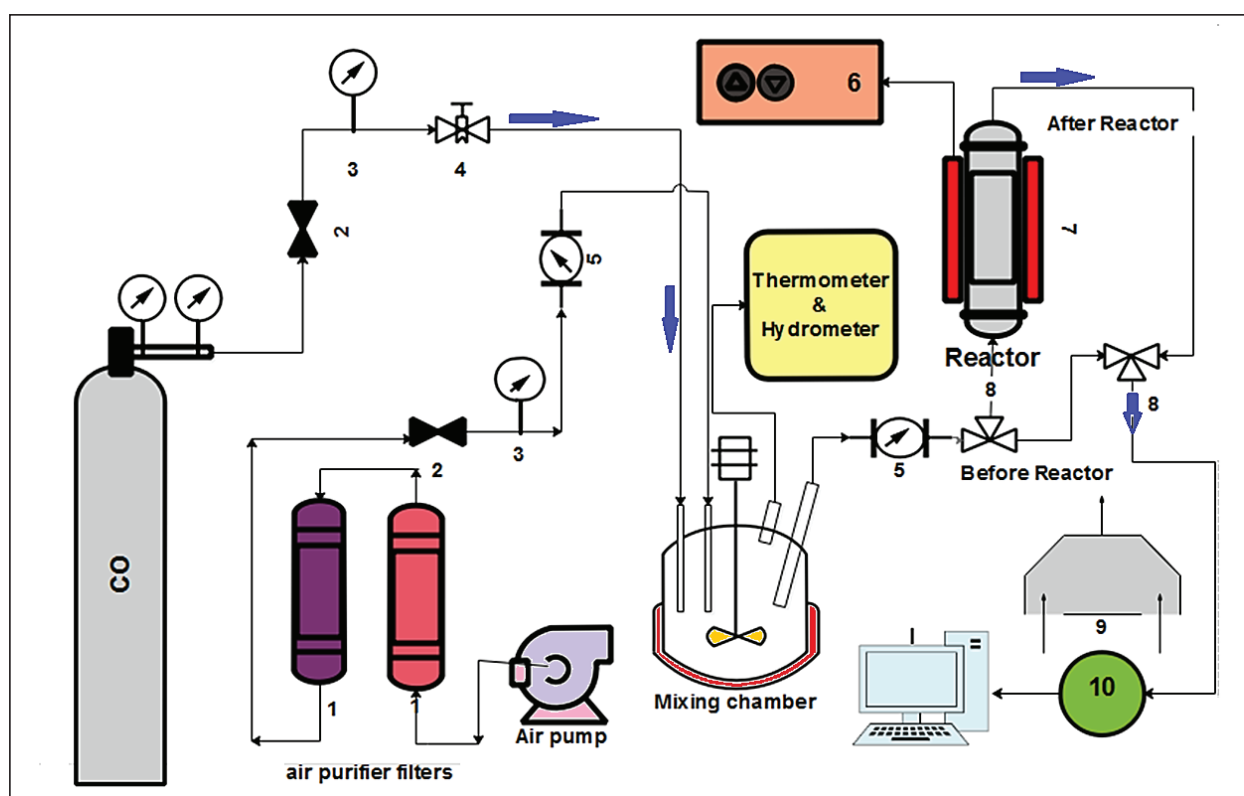 6
After Reactor
3
4
2
5
7
Thermometer
&
Hydrometer
Reactor
8
8
CO
3
2
5
Before Reactor
9
10
1
1
Mixing chamber
Air pump
air purifier filters